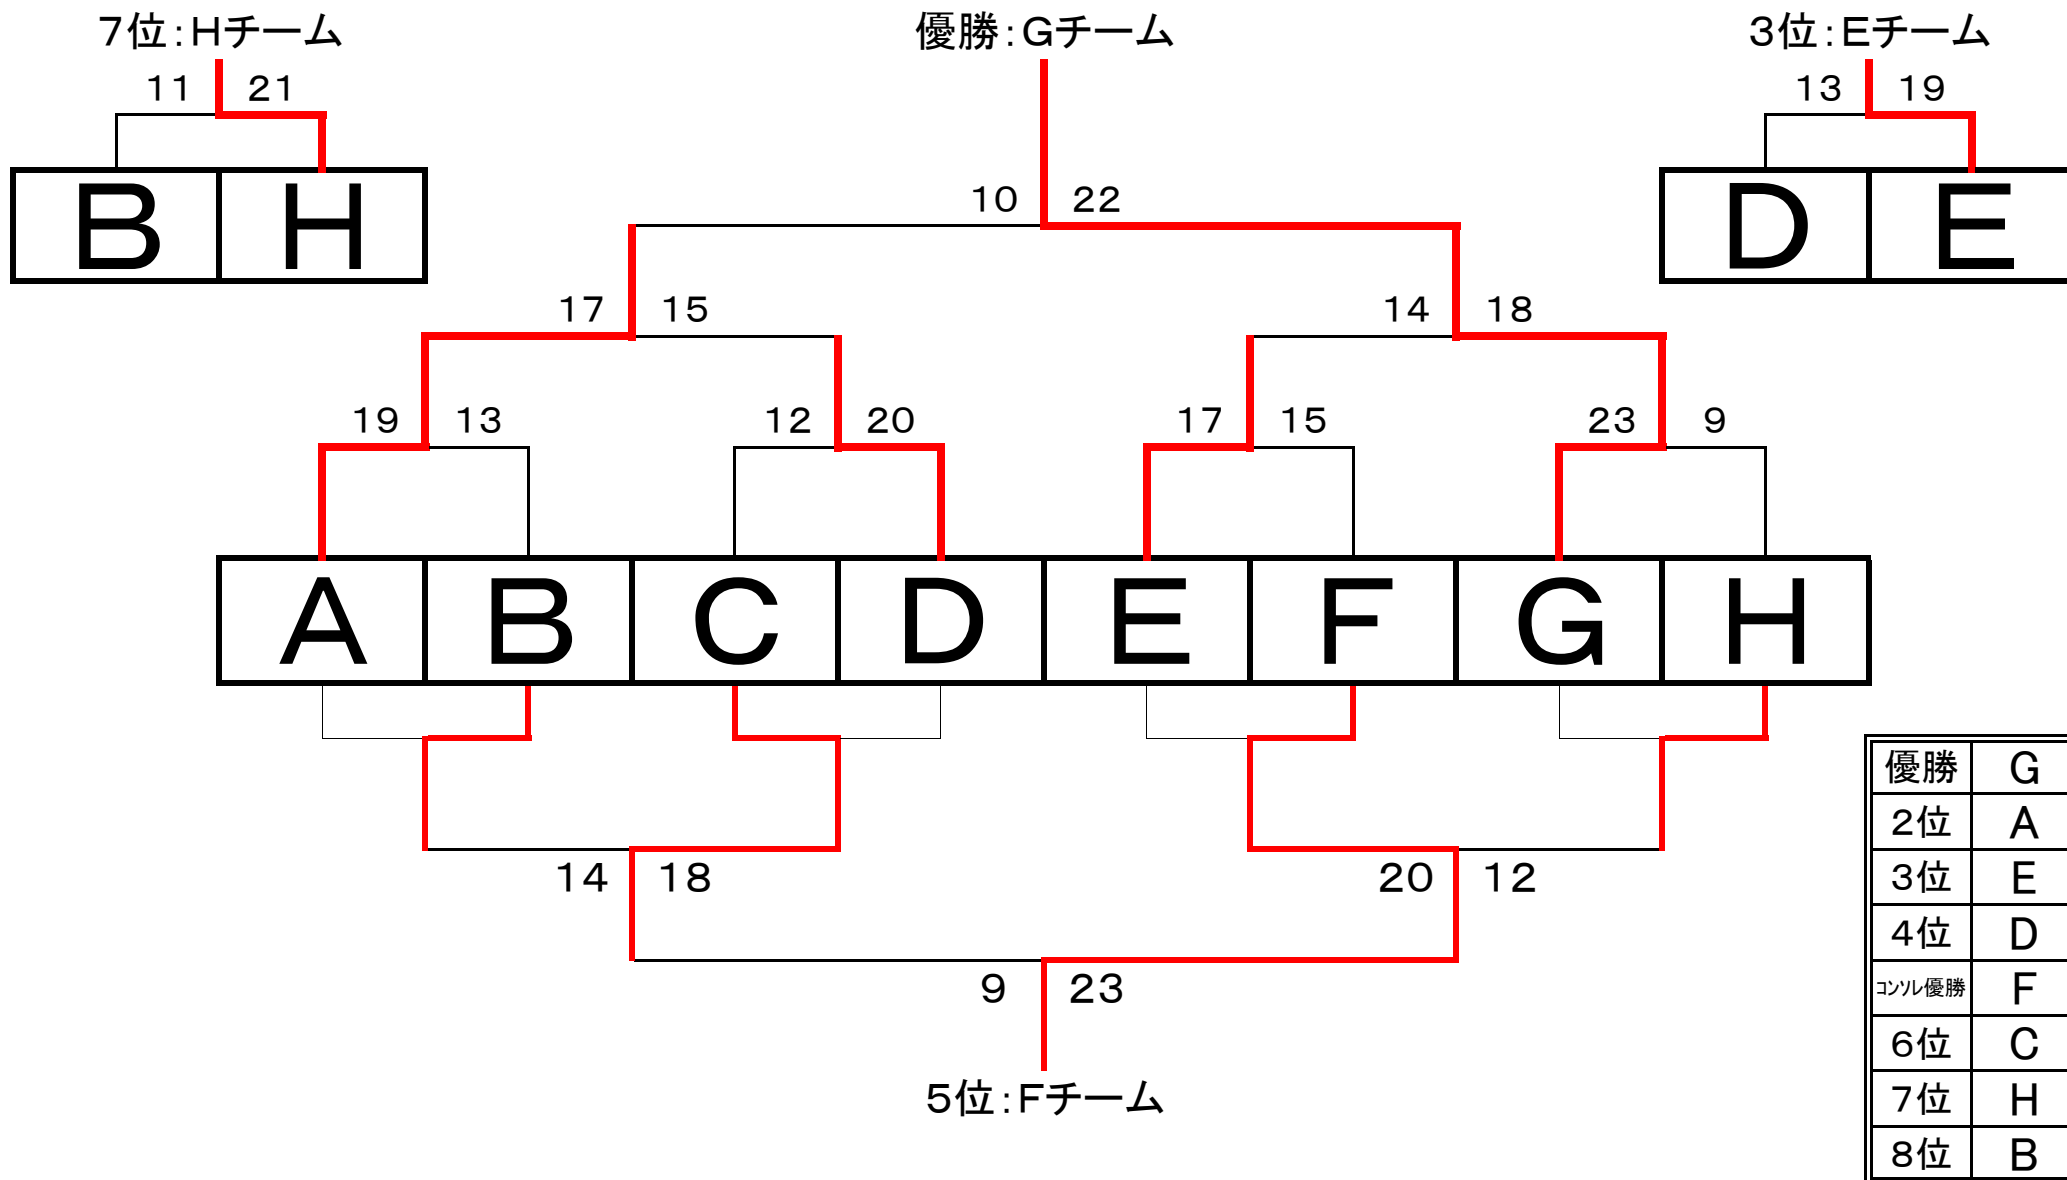 7位:Hチーム 優勝:Gチーム 3位:Eチーム
11 21 13 19
B H 10 22 D E
17 15 14 18
19 13 12 20 17 15 23 9
A B C D E F G H
14 18 20 12
9 23
5位:Fチーム
優勝 G
2位 A
3位 E
4位 D
コンソル優勝 F
6位 C
7位 H
8位 B